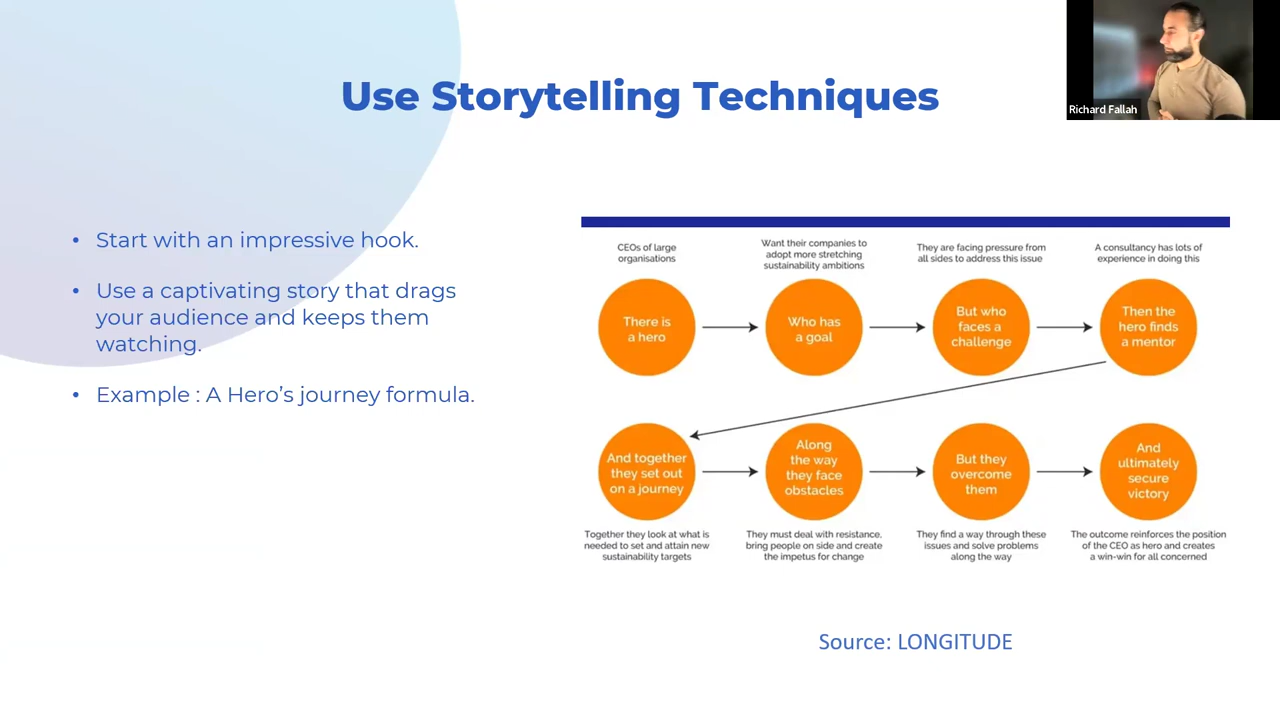 Use Storytelling Techniques
Richard Fallah
• Start with an impressive hook.
• Use a captivating story that drags
your audience and keeps them
watching.
• Example : A Hero's journey formula.
CEOs of large
organisations
Want their companies to
adopt more stretching
sustainability ambitions
They are facing pressure from
all sides to address this issue
A consultancy has lots of
experience in doing this
There is
a hero
Who has
a goal
But who
faces a
challenge
Then the
hero finds
a mentor
And together
they set out
on a journey
Along
the way
they face
obstacles
But they
overcome
them
And
ultimately
secure
victory
Together they look at what is
needed to set and attain new
sustainability targets
They must deal with resistance,
bring people on side and create
the impetus for change
They find a way through these
issues and solve problems
along the way
The outcome reinforces the position
of the CEO as hero and creates
a win-win for all concerned
Source: LONGITUDE